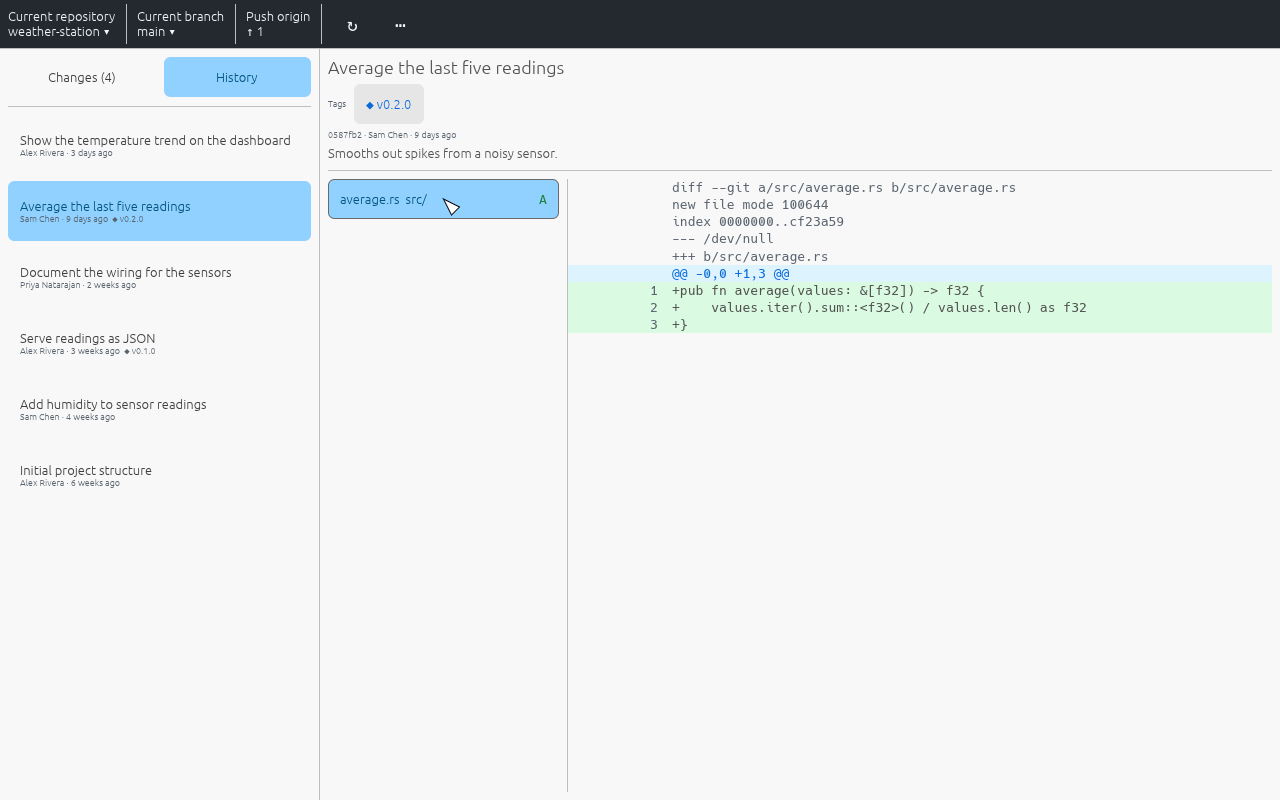 Current repository
weather-station ▾
Current branch
main ▾
Push origin
↑ 1
↻
⋯
Changes (4)
History
Show the temperature trend on the dashboard
Alex Rivera · 3 days ago
Average the last five readings
Sam Chen · 9 days ago ◆ v0.2.0
Document the wiring for the sensors
Priya Natarajan · 2 weeks ago
Serve readings as JSON
Alex Rivera · 3 weeks ago ◆ v0.1.0
Add humidity to sensor readings
Sam Chen · 4 weeks ago
Initial project structure
Alex Rivera · 6 weeks ago
Average the last five readings
Tags ◆ v0.2.0
0587fb2 · Sam Chen · 9 days ago
Smooths out spikes from a noisy sensor.
average.rs src/ A
diff --git a/src/average.rs b/src/average.rs
new file mode 100644
index 0000000..cf23a59
--- /dev/null
+++ b/src/average.rs
@@ -0,0 +1,3 @@
1 +pub fn average(values: &[f32]) -> f32 {
2 +    values.iter().sum::<f32>() / values.len() as f32
3 +}